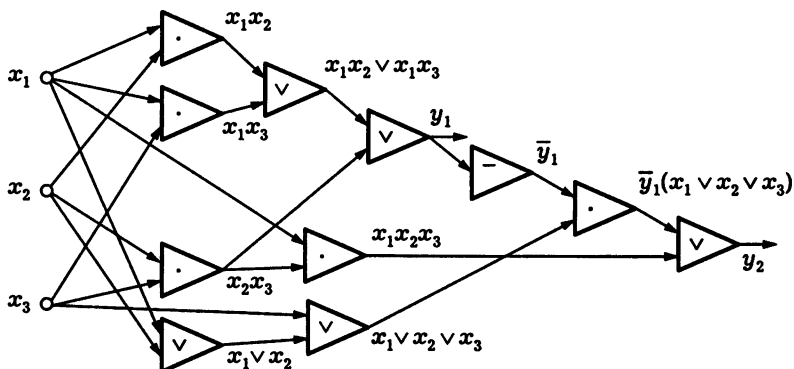 x₁x₂
·
x₁
x₁x₂ ∨ x₁x₃
∨
·
x₁x₃
y₁
∨
ȳ₁
−
x₂
ȳ₁(x₁ ∨ x₂ ∨ x₃)
·
x₁x₂x₃
∨
·
·
y₂
x₂x₃
x₃
∨
∨
x₁ ∨ x₂ ∨ x₃
x₁ ∨ x₂